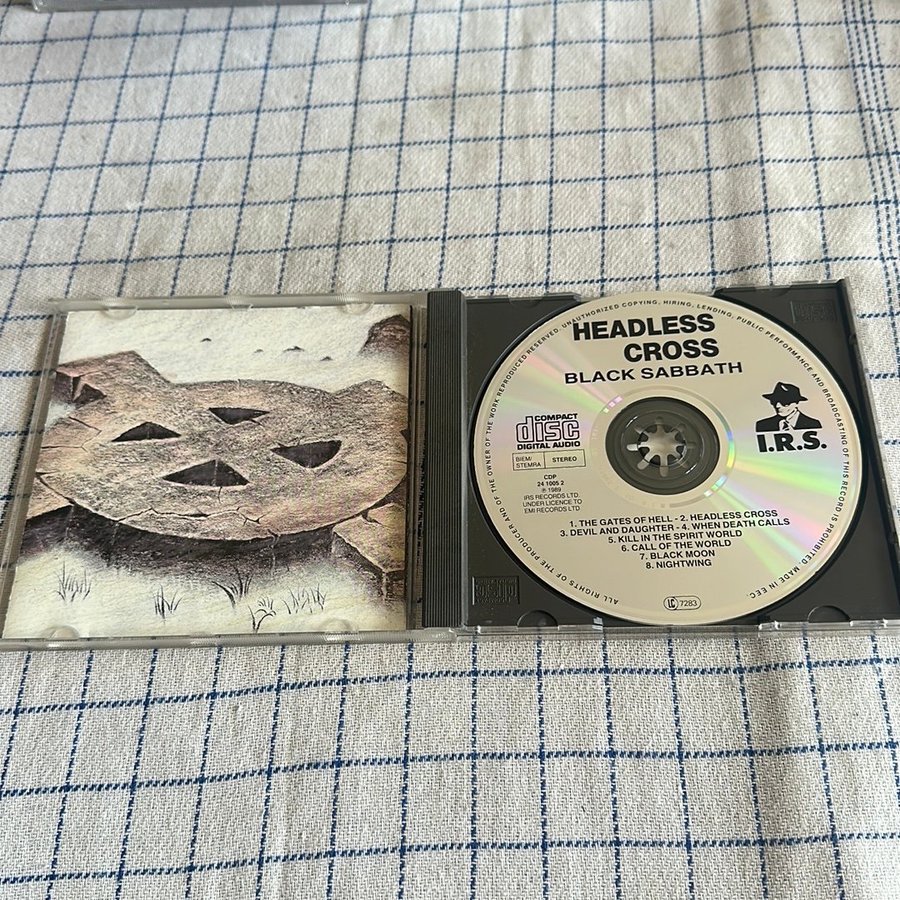 HEADLESS
CROSS
BLACK SABBATH
COMPACT
disc
DIGITAL AUDIO
BIEM/
STEMRA
STEREO
CDP
24 1005 2
℗ 1989
IRS RECORDS LTD
UNDER LICENCE TO
EMI RECORDS LTD
I.R.S.
1. THE GATES OF HELL - 2. HEADLESS CROSS
3. DEVIL AND DAUGHTER - 4. WHEN DEATH CALLS
5. KILL IN THE SPIRIT WORLD
6. CALL OF THE WORLD
7. BLACK MOON
8. NIGHTWING
LC 7283
ALL RIGHTS OF THE PRODUCER AND OF THE OWNER OF THE WORK REPRODUCED RESERVED. UNAUTHORIZED COPYING, HIRING, LENDING, PUBLIC PERFORMANCE AND BROADCASTING OF THIS RECORD IS PROHIBITED. MADE IN EEC.